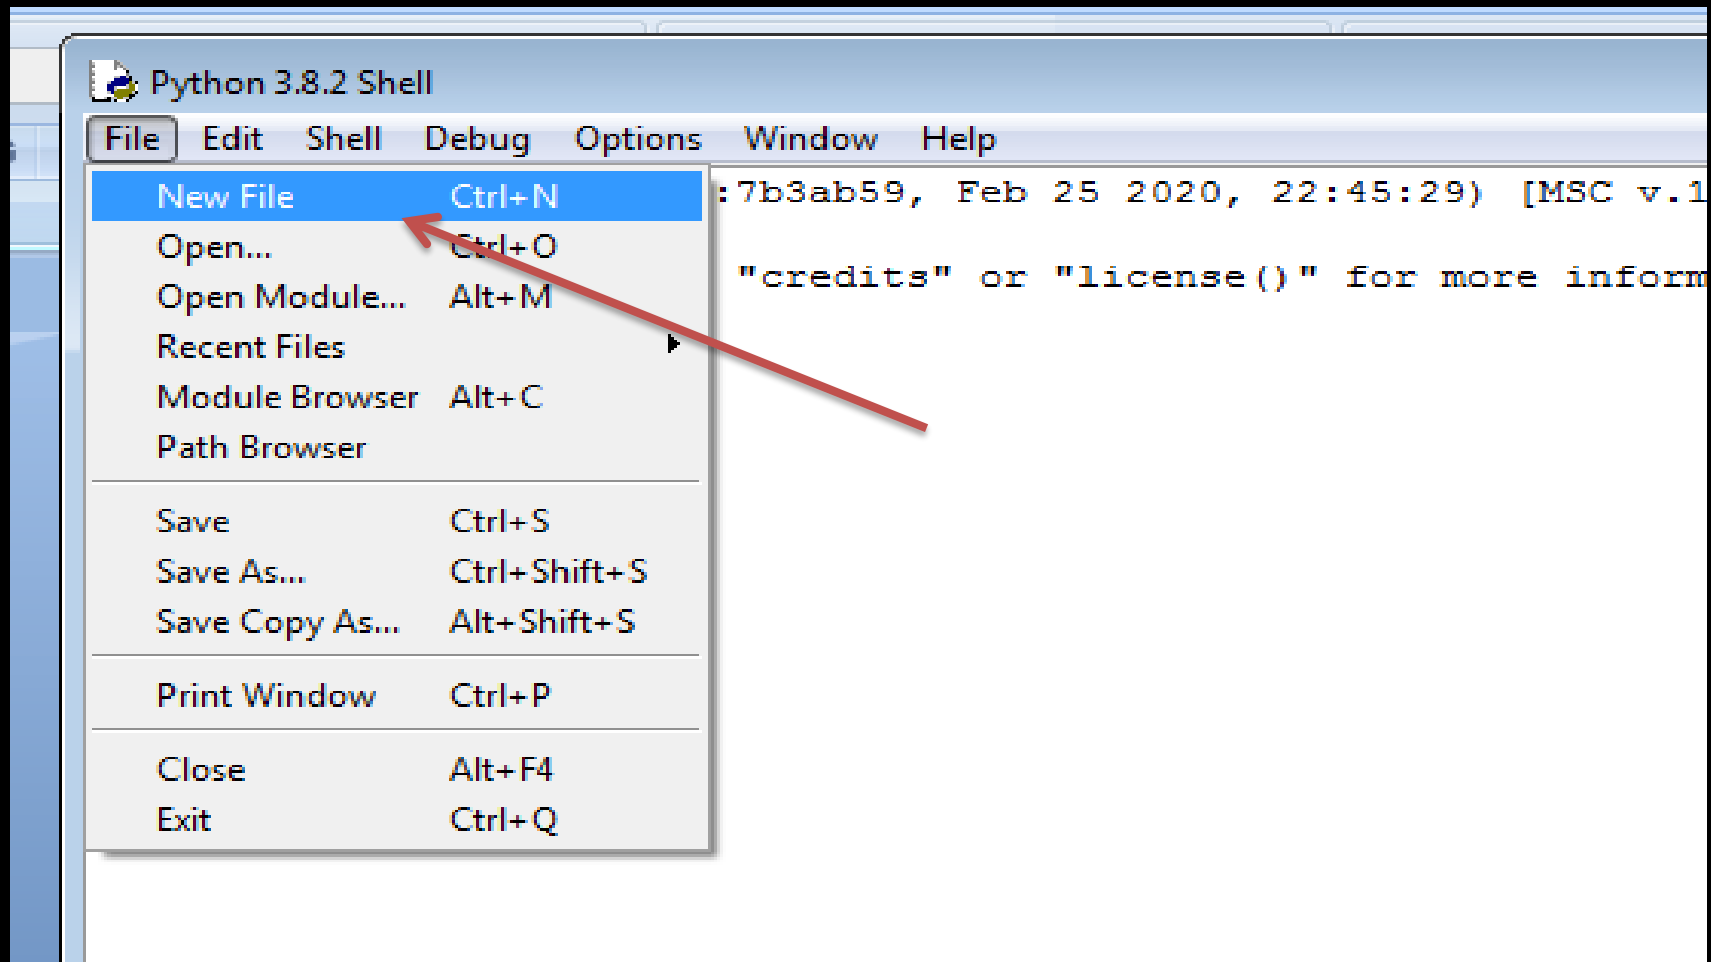 Python 3.8.2 Shell
File Edit Shell Debug Options Window Help
New File Ctrl+N
:7b3ab59, Feb 25 2020, 22:45:29) [MSC v.1
Open... Ctrl+O
"credits" or "license()" for more inform
Open Module... Alt+M
Recent Files
Module Browser Alt+C
Path Browser
Save Ctrl+S
Save As... Ctrl+Shift+S
Save Copy As... Alt+Shift+S
Print Window Ctrl+P
Close Alt+F4
Exit Ctrl+Q